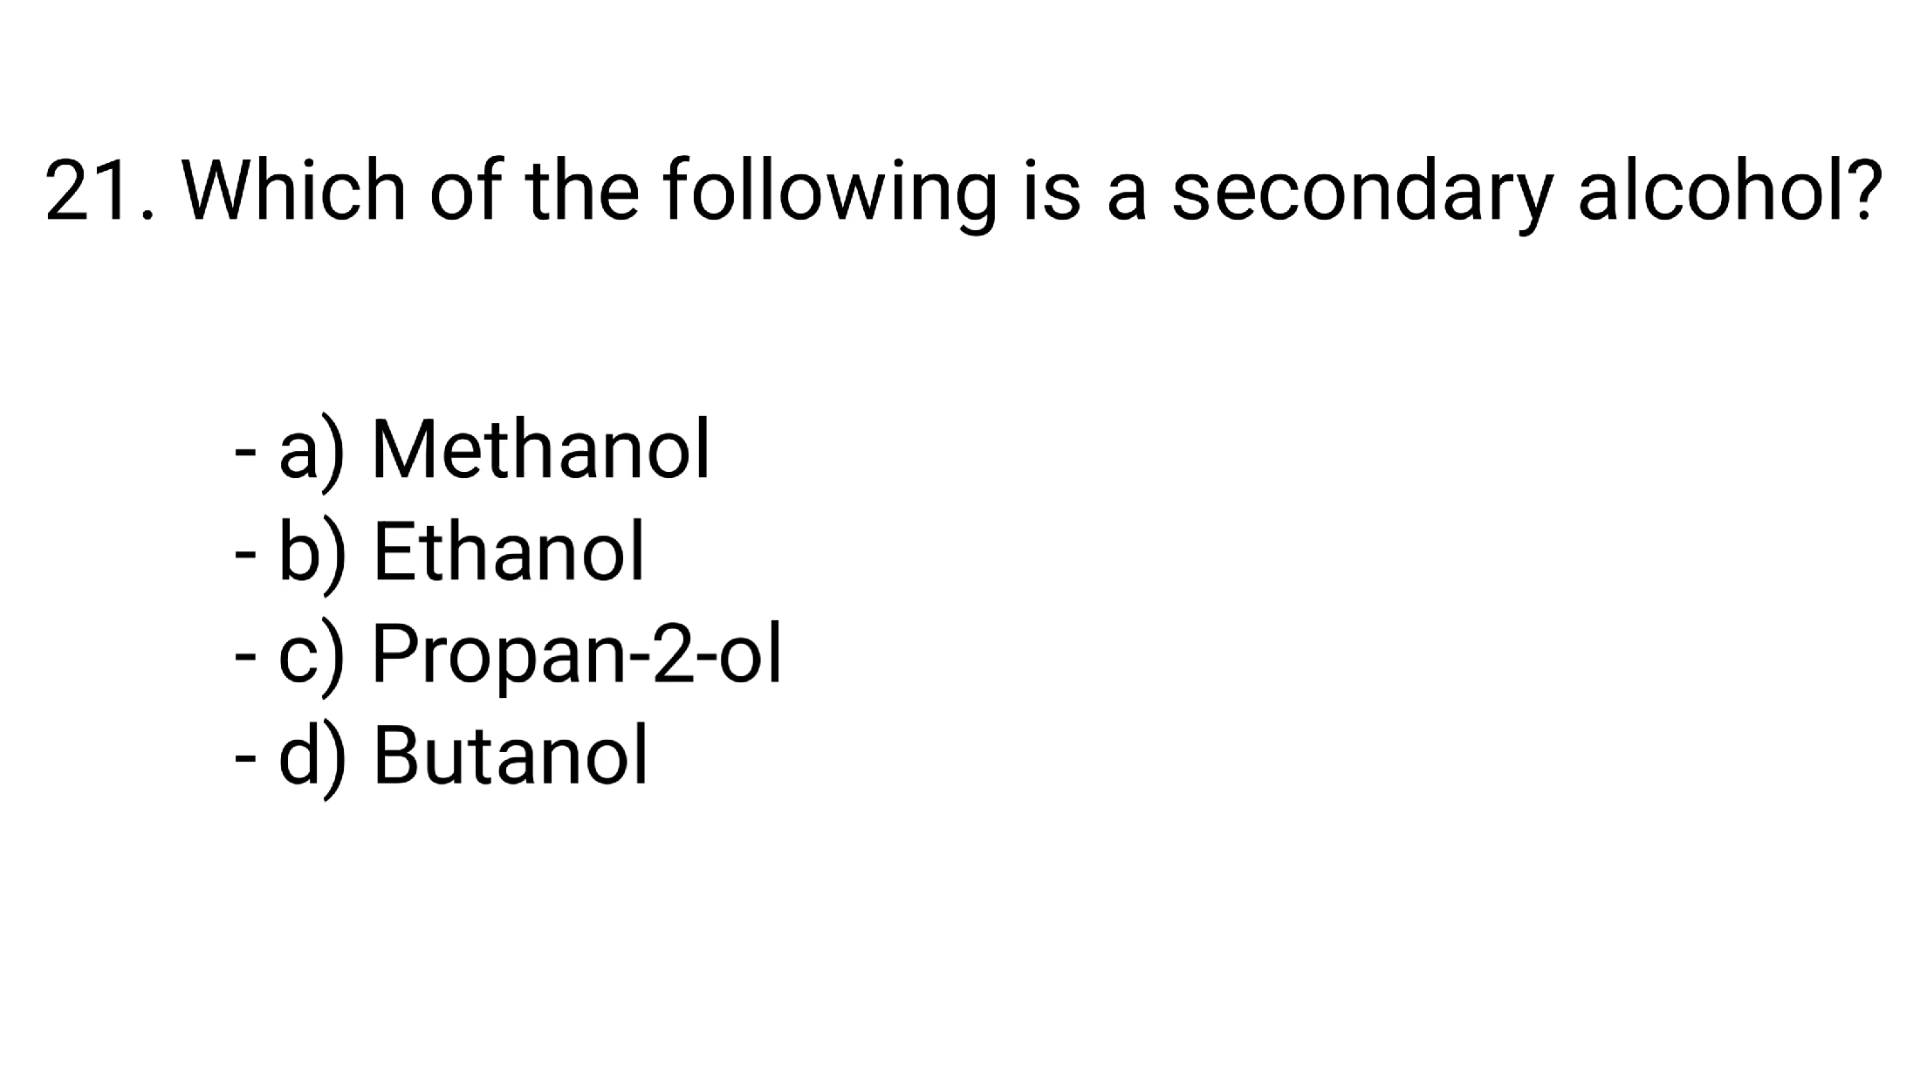 21. Which of the following is a secondary alcohol?
- a) Methanol
- b) Ethanol
- c) Propan-2-ol
- d) Butanol